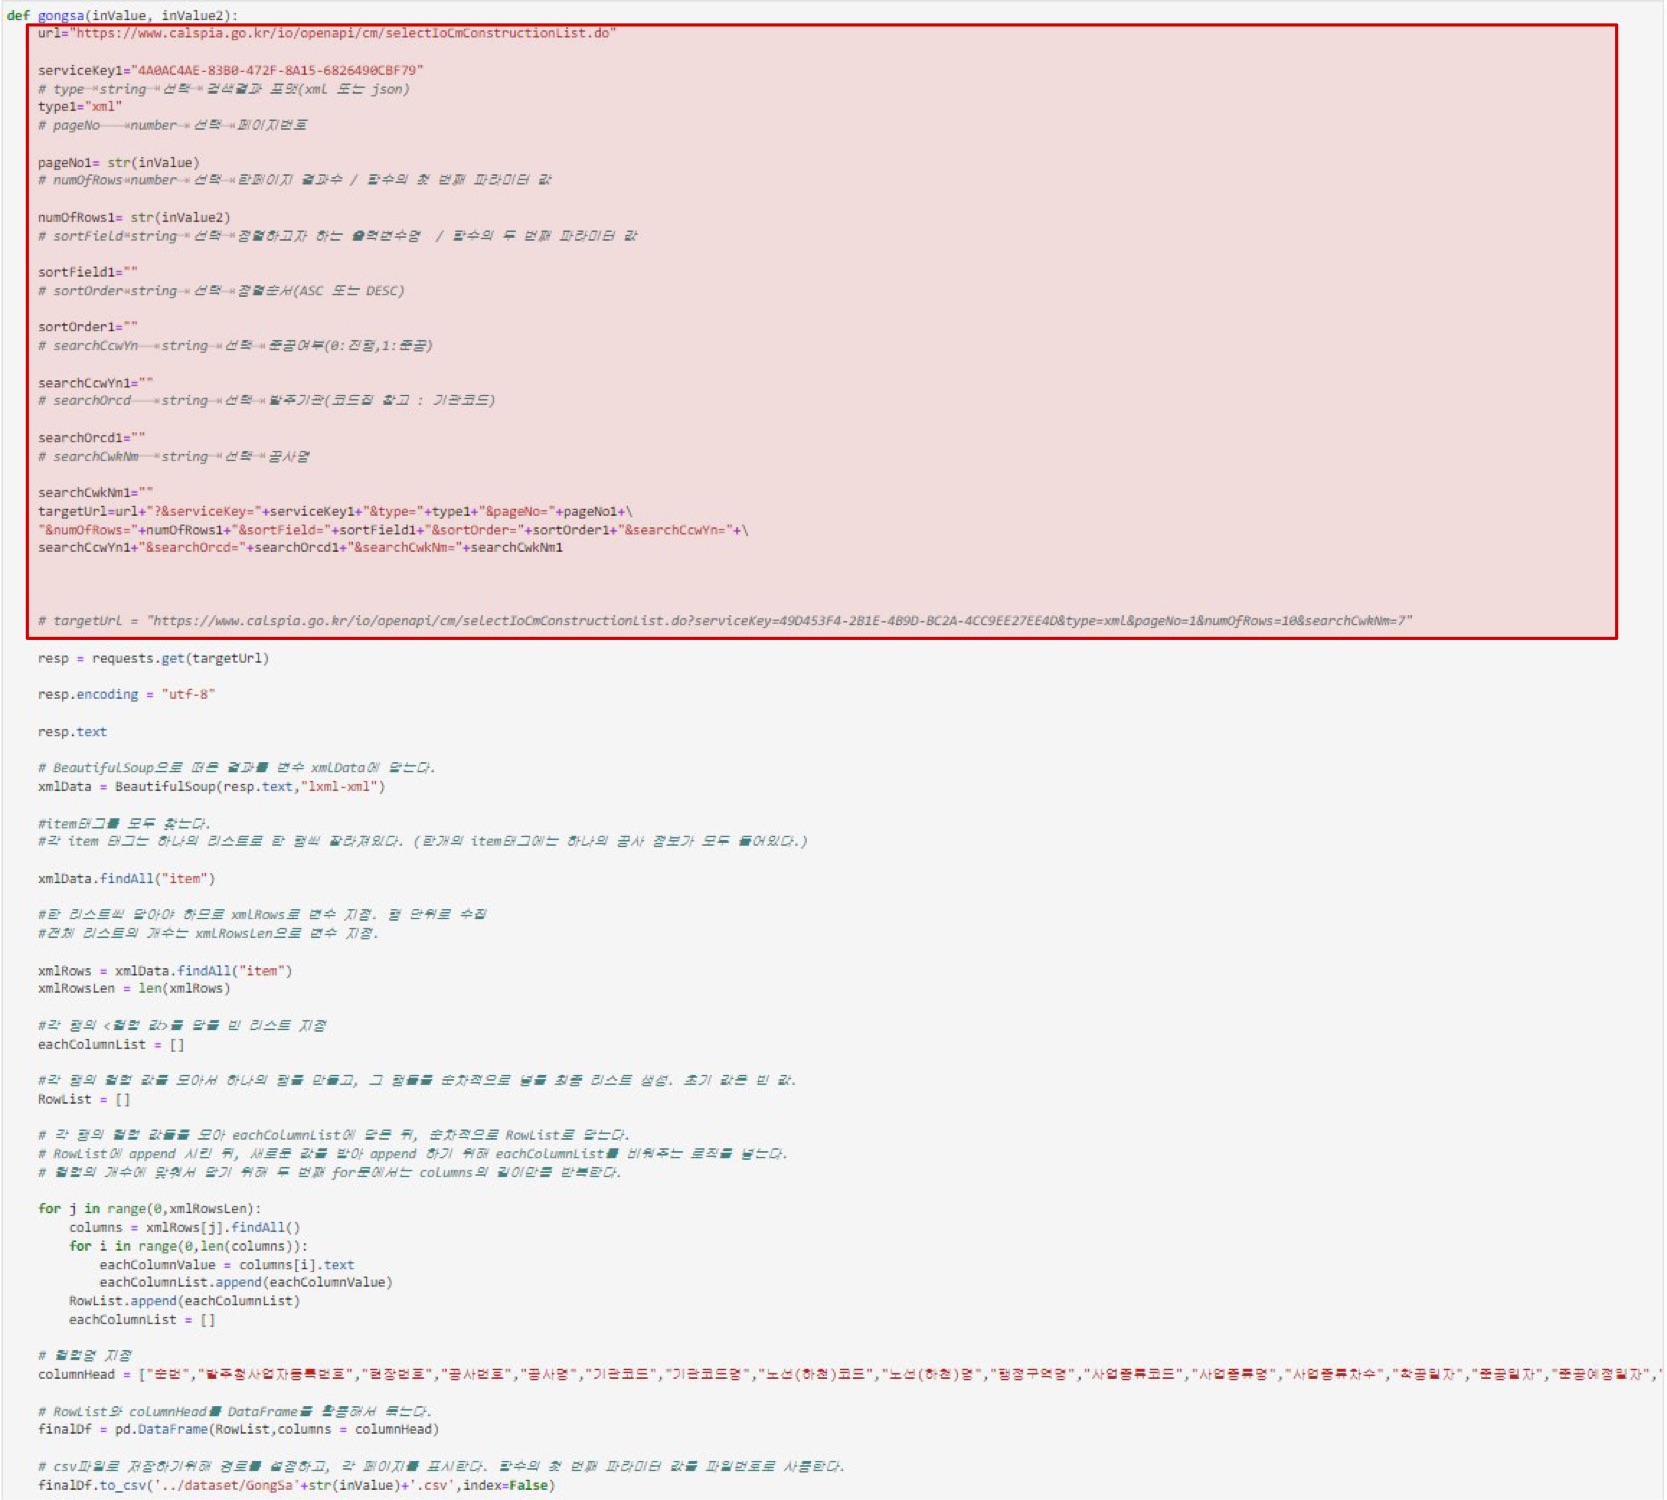 def gongsa(inValue, inValue2):
url="https://www.calspia.go.kr/io/openapi/cm/selectIoCmConstructionList.do"
serviceKey1="4A0AC4AE-83B0-472F-8A15-6826490CBF79"
# type string 선택 검색결과 포맷(xml 또는 json)
type1="xml"
# pageNo number 선택 페이지번호
pageNo1= str(inValue)
# numOfRows number 선택 한페이지 결과수 / 함수의 첫 번째 파라미터 값
numOfRows1= str(inValue2)
# sortField string 선택 정렬하고자 하는 출력변수명 / 함수의 두 번째 파라미터 값
sortField1=""
# sortOrder string 선택 정렬순서(ASC 또는 DESC)
sortOrder1=""
# searchCcwYn string 선택 준공여부(0:진행,1:준공)
searchCcwYn1=""
# searchOrcd string 선택 발주기관(코드집 참고 : 기관코드)
searchOrcd1=""
# searchCwkNm string 선택 공사명
searchCwkNm1=""
targetUrl=url+"?&serviceKey="+serviceKey1+"&type="+type1+"&pageNo="+pageNo1+\
"&numOfRows="+numOfRows1+"&sortField="+sortField1+"&sortOrder="+sortOrder1+"&searchCcwYn="+\
searchCcwYn1+"&searchOrcd="+searchOrcd1+"&searchCwkNm="+searchCwkNm1
# targetUrl = "https://www.calspia.go.kr/io/openapi/cm/selectIoCmConstructionList.do?serviceKey=49D453F4-2B1E-4B9D-BC2A-4CC9EE27EE4D&type=xml&pageNo=1&numOfRows=10&searchCwkNm=7"
resp = requests.get(targetUrl)
resp.encoding = "utf-8"
resp.text
# BeautifulSoup으로 떠온 결과를 변수 xmlData에 담는다.
xmlData = BeautifulSoup(resp.text,"lxml-xml")
#item태그를 모두 찾는다.
#각 item 태그는 하나의 리스트로 한 행씩 잘라져있다. (한개의 item태그에는 하나의 공사 정보가 모두 들어있다.)
xmlData.findAll("item")
#한 리스트씩 담아야 하므로 xmlRows로 변수 지정. 행 단위로 수집
#전체 리스트의 개수는 xmlRowsLen으로 변수 지정.
xmlRows = xmlData.findAll("item")
xmlRowsLen = len(xmlRows)
#각 행의 <컬럼 값>를 담을 빈 리스트 지정
eachColumnList = []
#각 행의 컬럼 값를 모아서 하나의 행를 만들고, 그 행들을 순차적으로 넣을 최종 리스트 생성. 초기 값은 빈 값.
RowList = []
# 각 행의 컬럼 값들을 모아 eachColumnList에 담은 뒤, 순차적으로 RowList로 담는다.
# RowList에 append 시킨 뒤, 새로운 값를 받아 append 하기 위해 eachColumnList를 비워주는 로직를 넣는다.
# 컬럼의 개수에 맞춰서 담기 위해 두 번째 for문에서는 columns의 길이만큼 반복한다.
for j in range(0,xmlRowsLen):
columns = xmlRows[j].findAll()
for i in range(0,len(columns)):
eachColumnValue = columns[i].text
eachColumnList.append(eachColumnValue)
RowList.append(eachColumnList)
eachColumnList = []
# 컬럼명 지정
columnHead = ["순번","발주청사업자등록번호","현장번호","공사번호","공사명","기관코드","기관코드명","노선(하천)코드","노선(하천)명","행정구역명","사업종류코드","사업종류명","사업종류차수","착공일자","준공일자","준공예정일자","
# RowList와 columnHead를 DataFrame을 활용해서 묶는다.
finalDf = pd.DataFrame(RowList,columns = columnHead)
# csv파일로 저장하기위해 경로를 설정하고, 각 페이지를 표시한다. 함수의 첫 번째 파라미터 값을 파일번호로 사용한다.
finalDf.to_csv('../dataset/GongSa'+str(inValue)+'.csv',index=False)